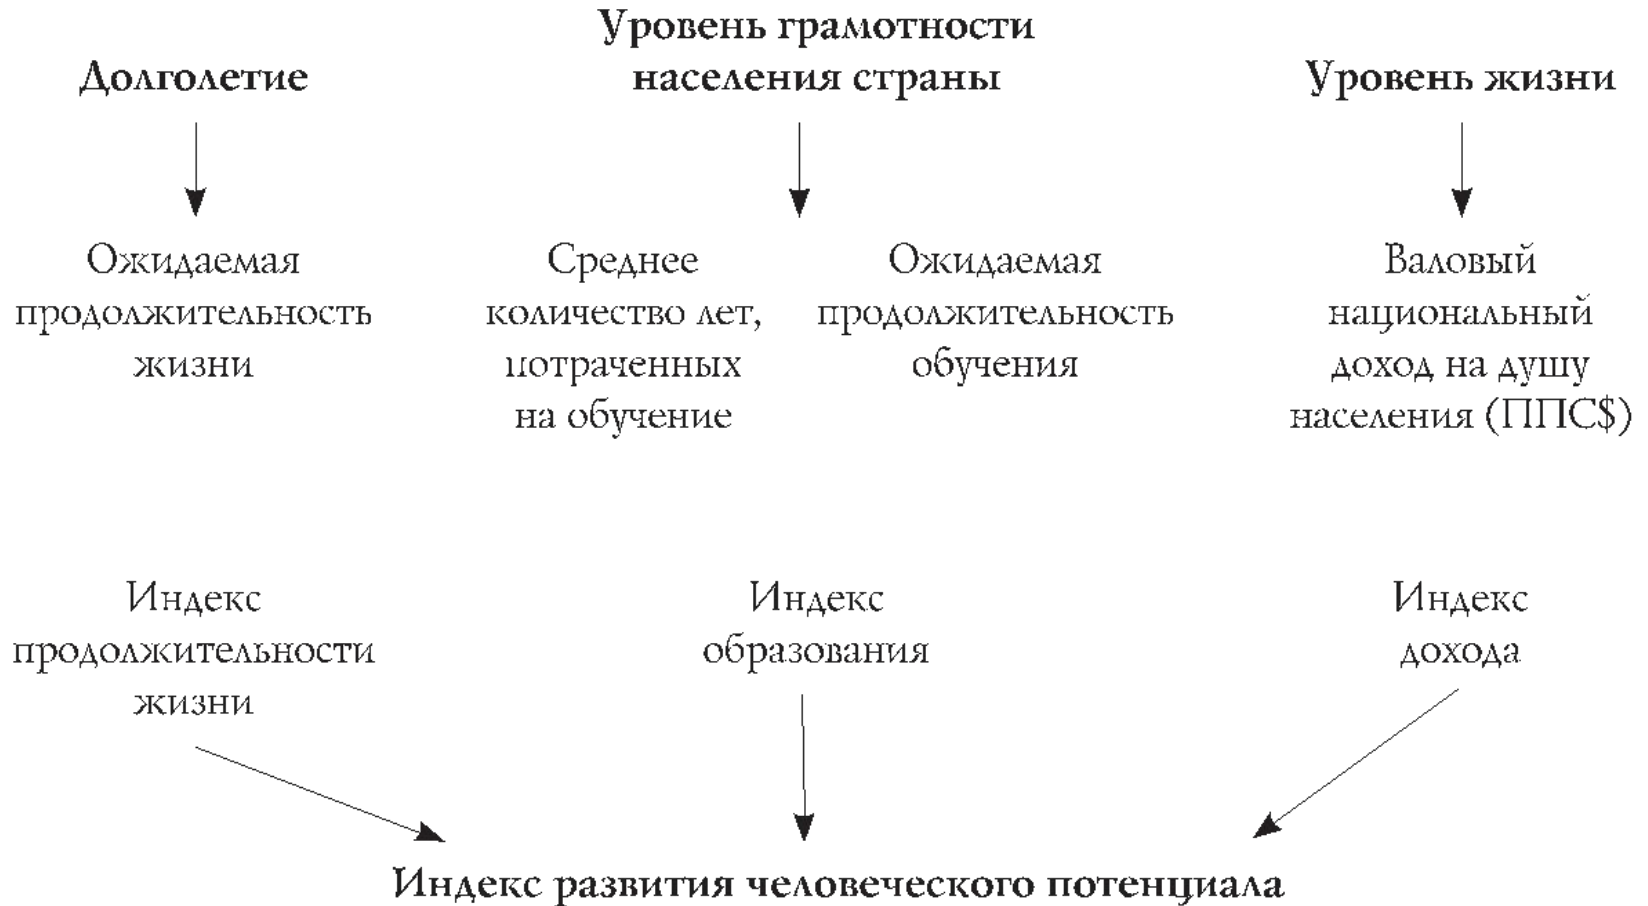 Долголетие
Уровень грамотности
населения страны
Уровень жизни
Ожидаемая
продолжительность
жизни
Среднее
количество лет,
потраченных
на обучение
Ожидаемая
продолжительность
обучения
Валовый
национальный
доход на душу
населения (ППС$)
Индекс
продолжительности
жизни
Индекс
образования
Индекс
дохода
Индекс развития человеческого потенциала